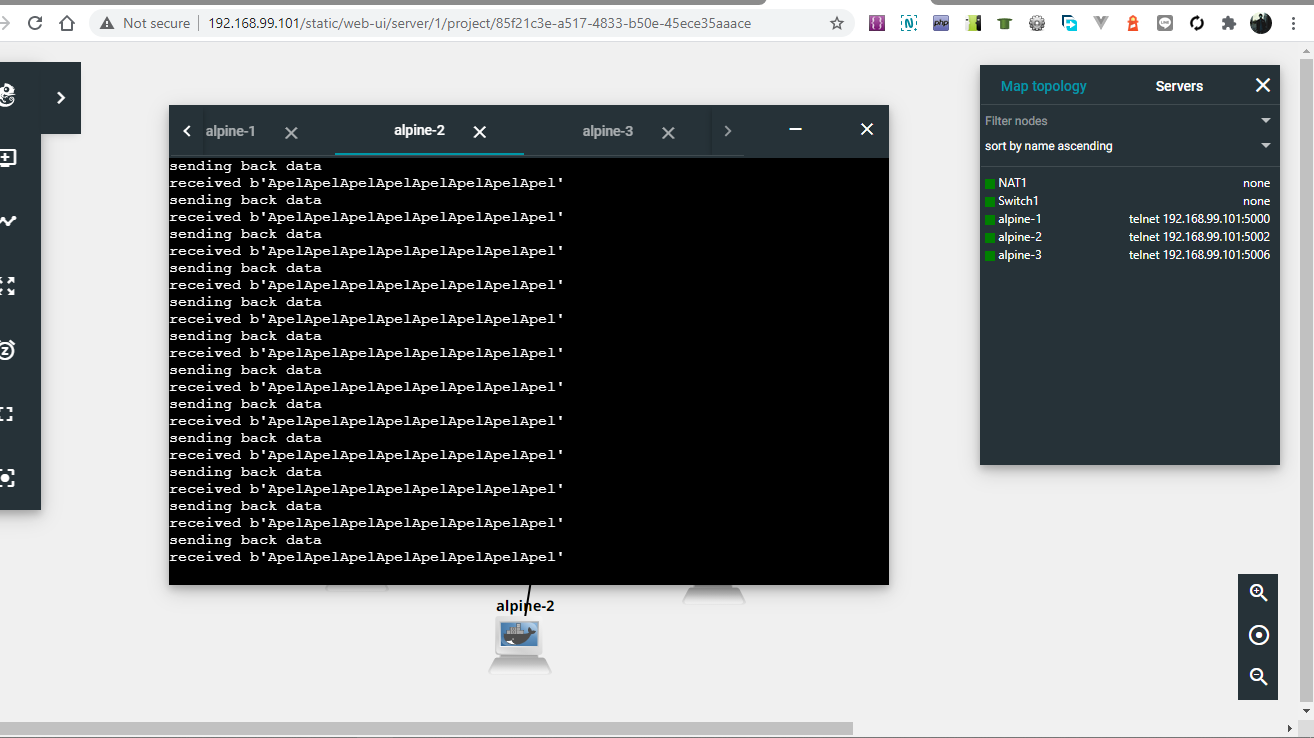 Not secure
192.168.99.101/static/web-ui/server/1/project/85f21c3e-a517-4833-b50e-45ece35aaace
php
alpine-1
alpine-2
alpine-3
sending back data
received b'ApelApelApelApelApelApelApelApel'
sending back data
received b'ApelApelApelApelApelApelApelApel'
sending back data
received b'ApelApelApelApelApelApelApelApel'
sending back data
received b'ApelApelApelApelApelApelApelApel'
sending back data
received b'ApelApelApelApelApelApelApelApel'
sending back data
received b'ApelApelApelApelApelApelApelApel'
sending back data
received b'ApelApelApelApelApelApelApelApel'
sending back data
received b'ApelApelApelApelApelApelApelApel'
sending back data
received b'ApelApelApelApelApelApelApelApel'
sending back data
received b'ApelApelApelApelApelApelApelApel'
sending back data
received b'ApelApelApelApelApelApelApelApel'
sending back data
received b'ApelApelApelApelApelApelApelApel'
alpine-2
Map topology
Servers
Filter nodes
sort by name ascending
NAT1 none
Switch1 none
alpine-1 telnet 192.168.99.101:5000
alpine-2 telnet 192.168.99.101:5002
alpine-3 telnet 192.168.99.101:5006